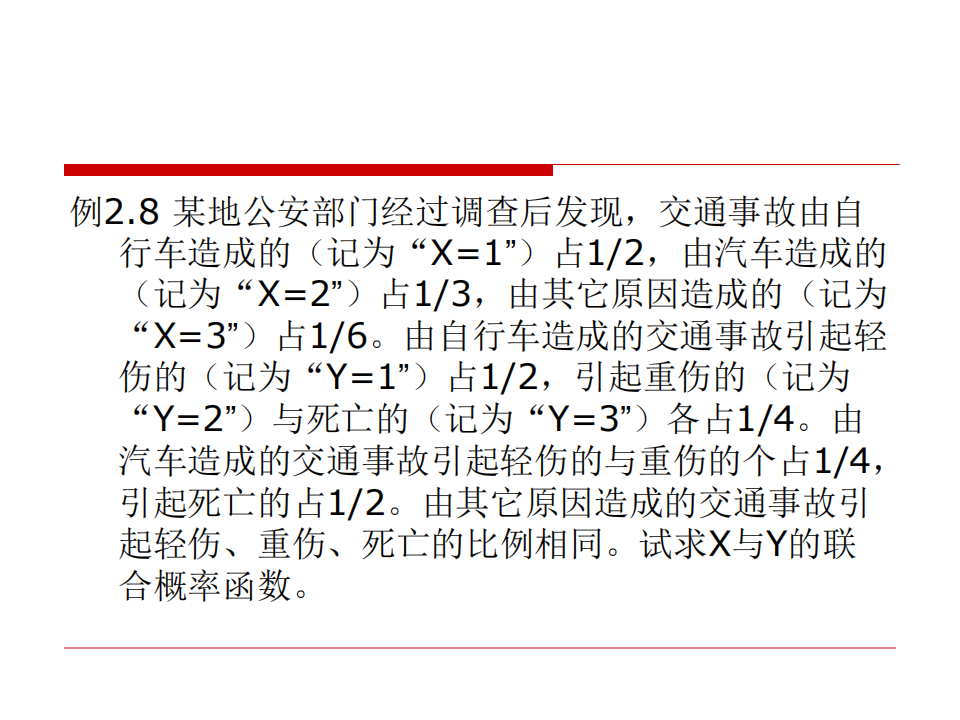 例2.8 某地公安部门经过调查后发现，交通事故由自
行车造成的（记为“X=1”）占1/2，由汽车造成的
（记为“X=2”）占1/3，由其它原因造成的（记为
“X=3”）占1/6。由自行车造成的交通事故引起轻
伤的（记为“Y=1”）占1/2，引起重伤的（记为
“Y=2”）与死亡的（记为“Y=3”）各占1/4。由
汽车造成的交通事故引起轻伤的与重伤的个占1/4，
引起死亡的占1/2。由其它原因造成的交通事故引
起轻伤、重伤、死亡的比例相同。试求X与Y的联
合概率函数。